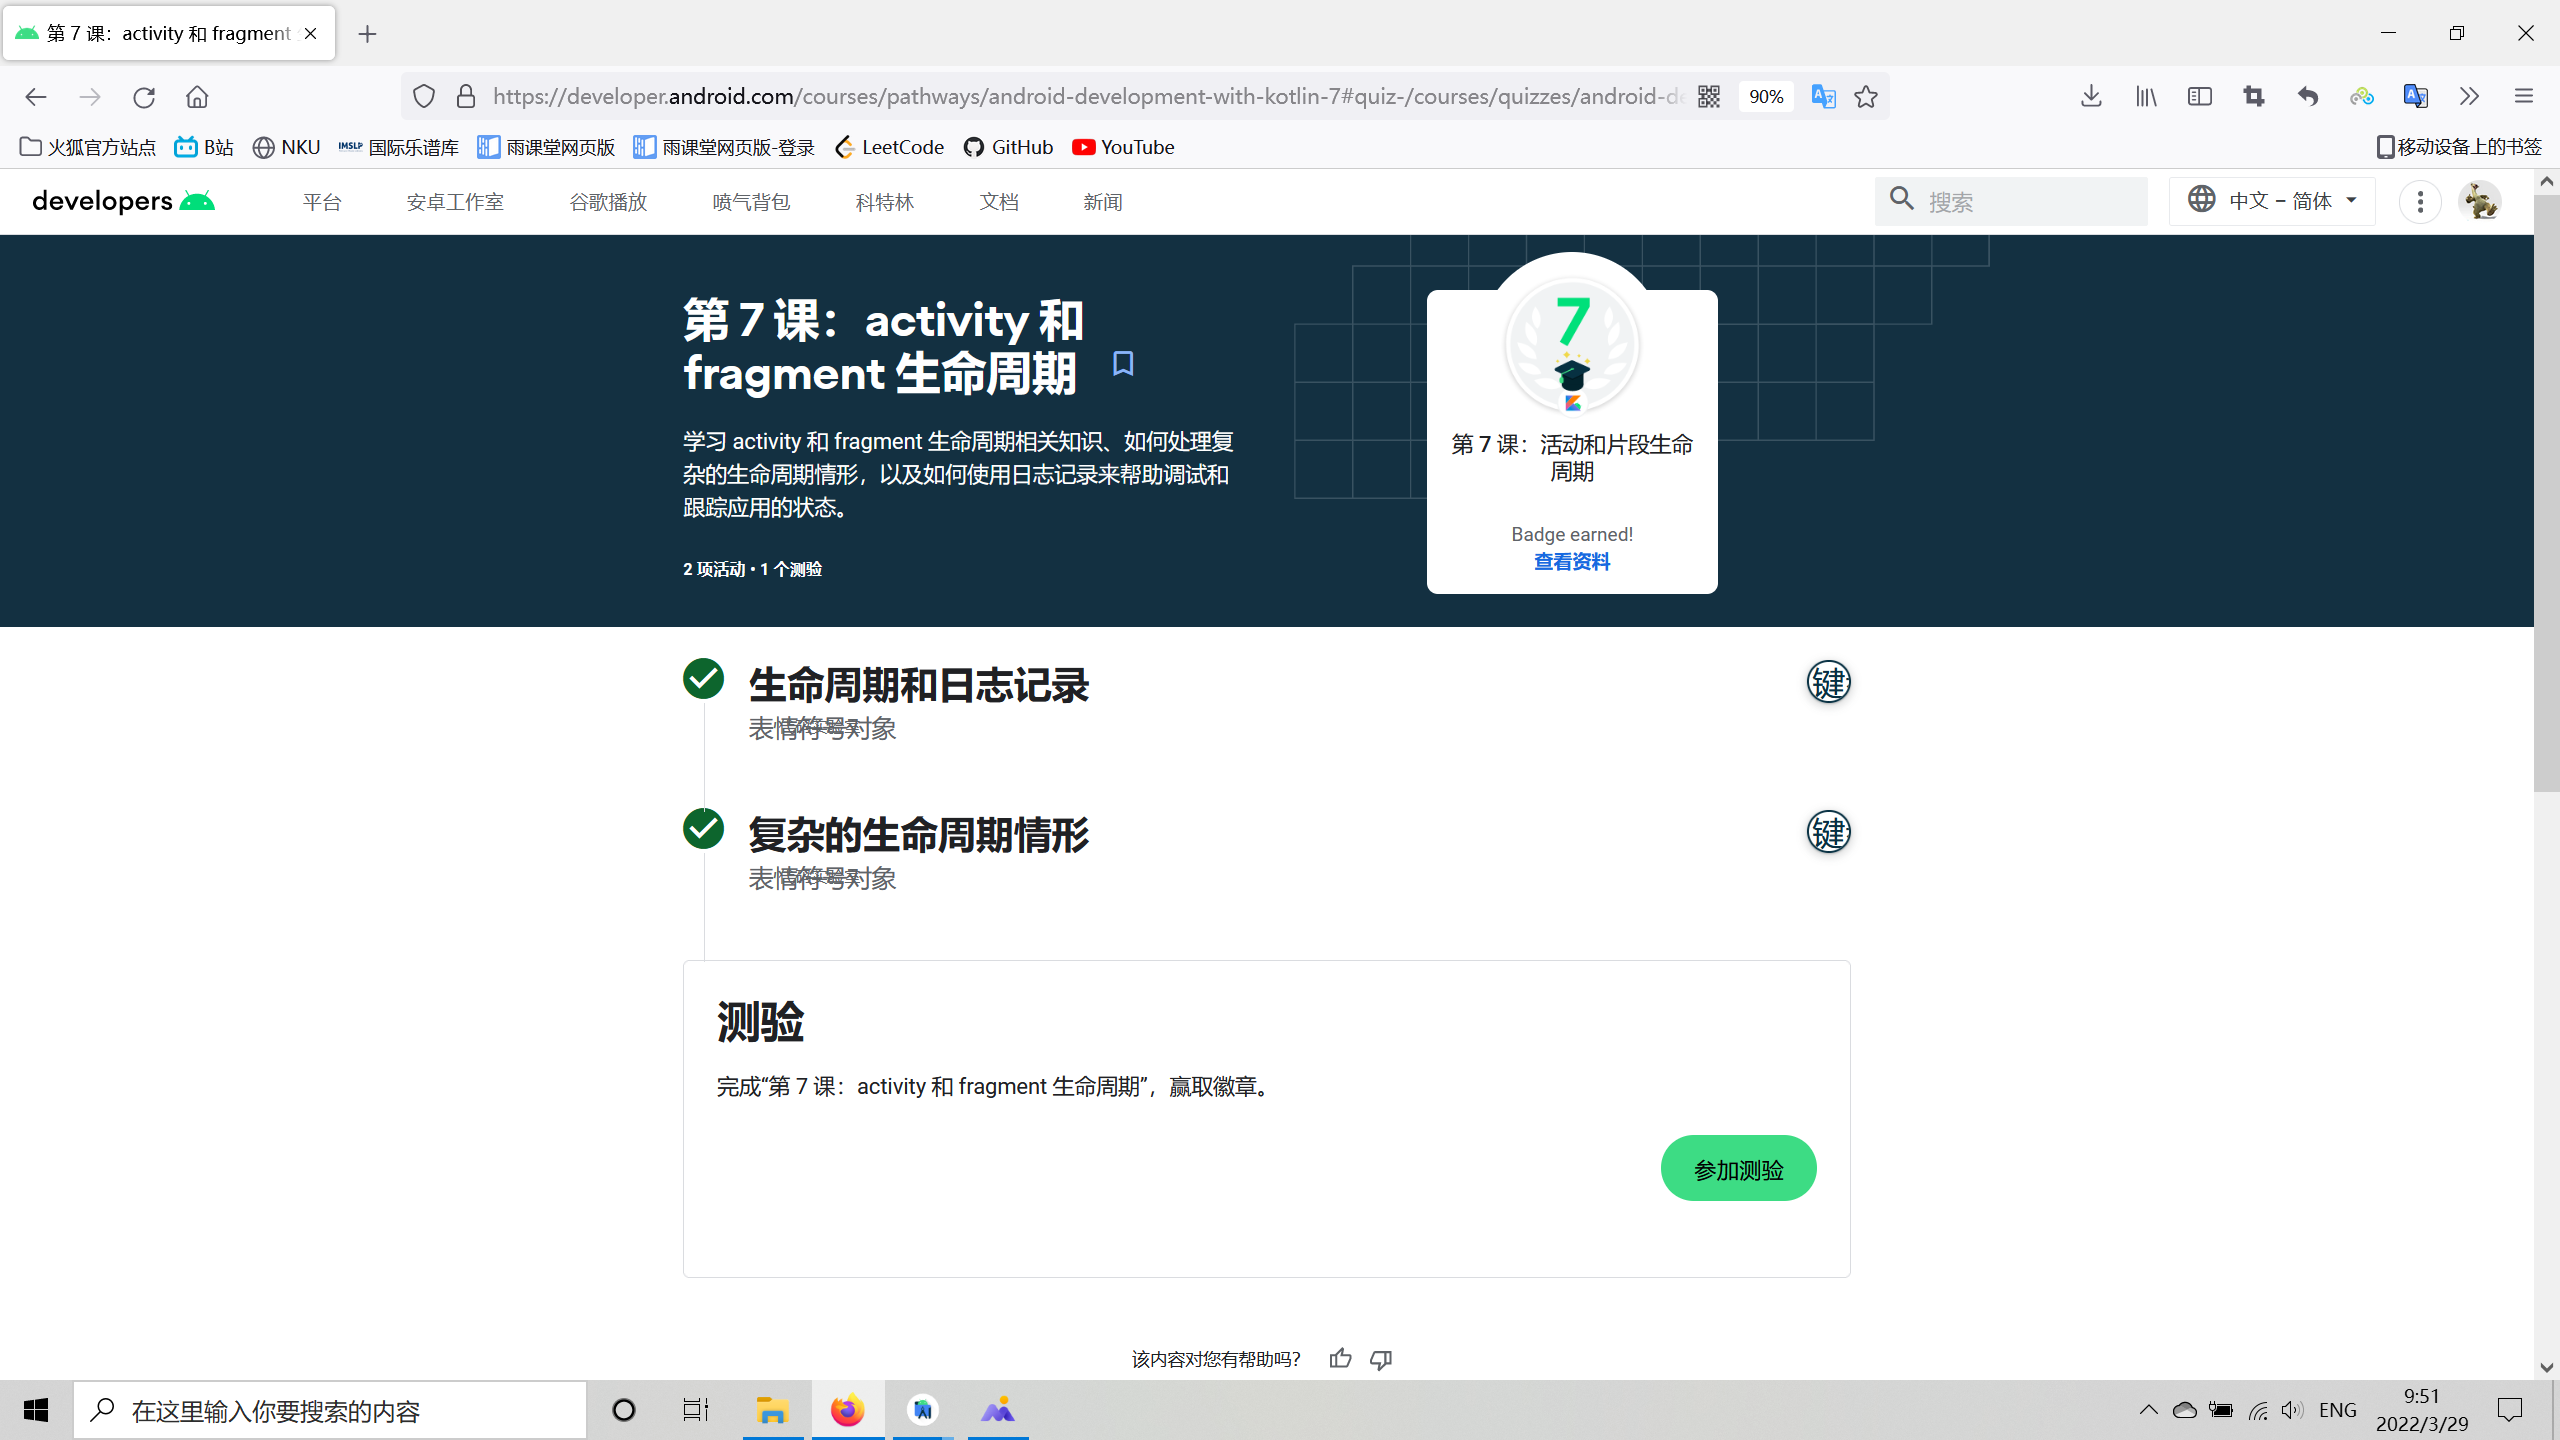 第 7 课：activity 和 fragment
https://developer.android.com/courses/pathways/android-development-with-kotlin-7#quiz-/courses/quizzes/android-de
90%
火狐官方站点
B站
NKU
IMSLP 国际乐谱库
雨课堂网页版
雨课堂网页版-登录
LeetCode
GitHub
YouTube
移动设备上的书签
developers
平台
安卓工作室
谷歌播放
喷气背包
科特林
文档
新闻
搜索
中文 – 简体
第 7 课：activity 和
fragment 生命周期
学习 activity 和 fragment 生命周期相关知识、如何处理复
杂的生命周期情形，以及如何使用日志记录来帮助调试和
跟踪应用的状态。
2 项活动 • 1 个测验
7
第 7 课：活动和片段生命
周期
Badge earned!
查看资料
生命周期和日志记录
键
表情符号对象
复杂的生命周期情形
键
表情符号对象
测验
完成“第 7 课：activity 和 fragment 生命周期”，赢取徽章。
参加测验
该内容对您有帮助吗？
在这里输入你要搜索的内容
ENG
9:51
2022/3/29